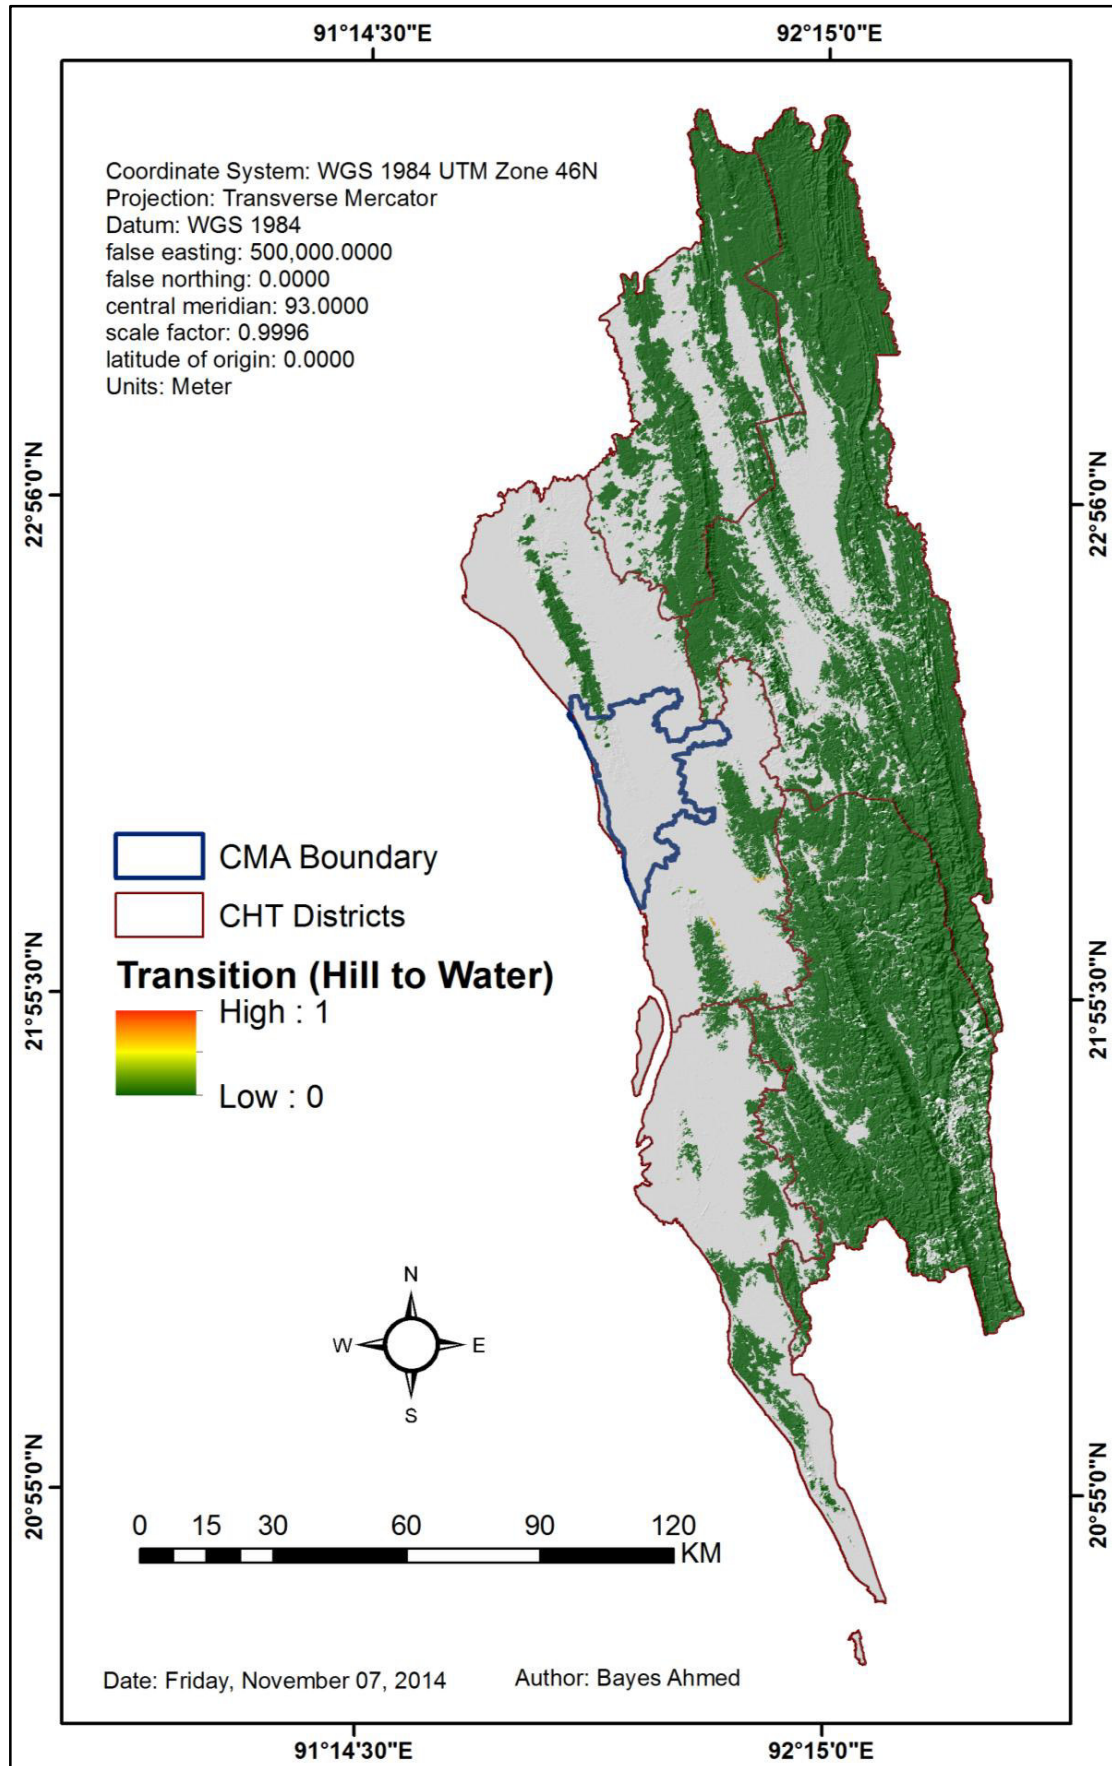 91°14'30"E 92°15'0"E
Coordinate System: WGS 1984 UTM Zone 46N
Projection: Transverse Mercator
Datum: WGS 1984
false easting: 500,000.0000
false northing: 0.0000
central meridian: 93.0000
scale factor: 0.9996
latitude of origin: 0.0000
Units: Meter
22°56'0"N
22°56'0"N
CMA Boundary
CHT Districts
Transition (Hill to Water)
High : 1
Low : 0
21°55'30"N
21°55'30"N
N
W E
S
20°55'0"N
20°55'0"N
0 15 30 60 90 120
KM
Date: Friday, November 07, 2014 Author: Bayes Ahmed
91°14'30"E 92°15'0"E